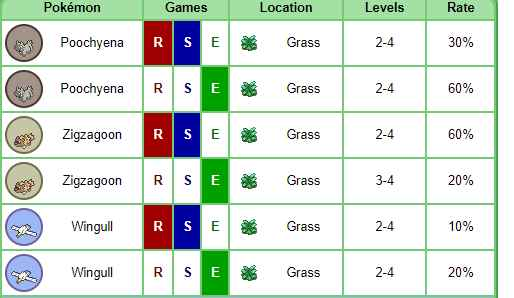 Pokémon Games Location Levels Rate
Poochyena R S E Grass 2-4 30%
Poochyena R S E Grass 2-4 60%
Zigzagoon R S E Grass 2-4 60%
Zigzagoon R S E Grass 3-4 20%
Wingull R S E Grass 2-4 10%
Wingull R S E Grass 2-4 20%